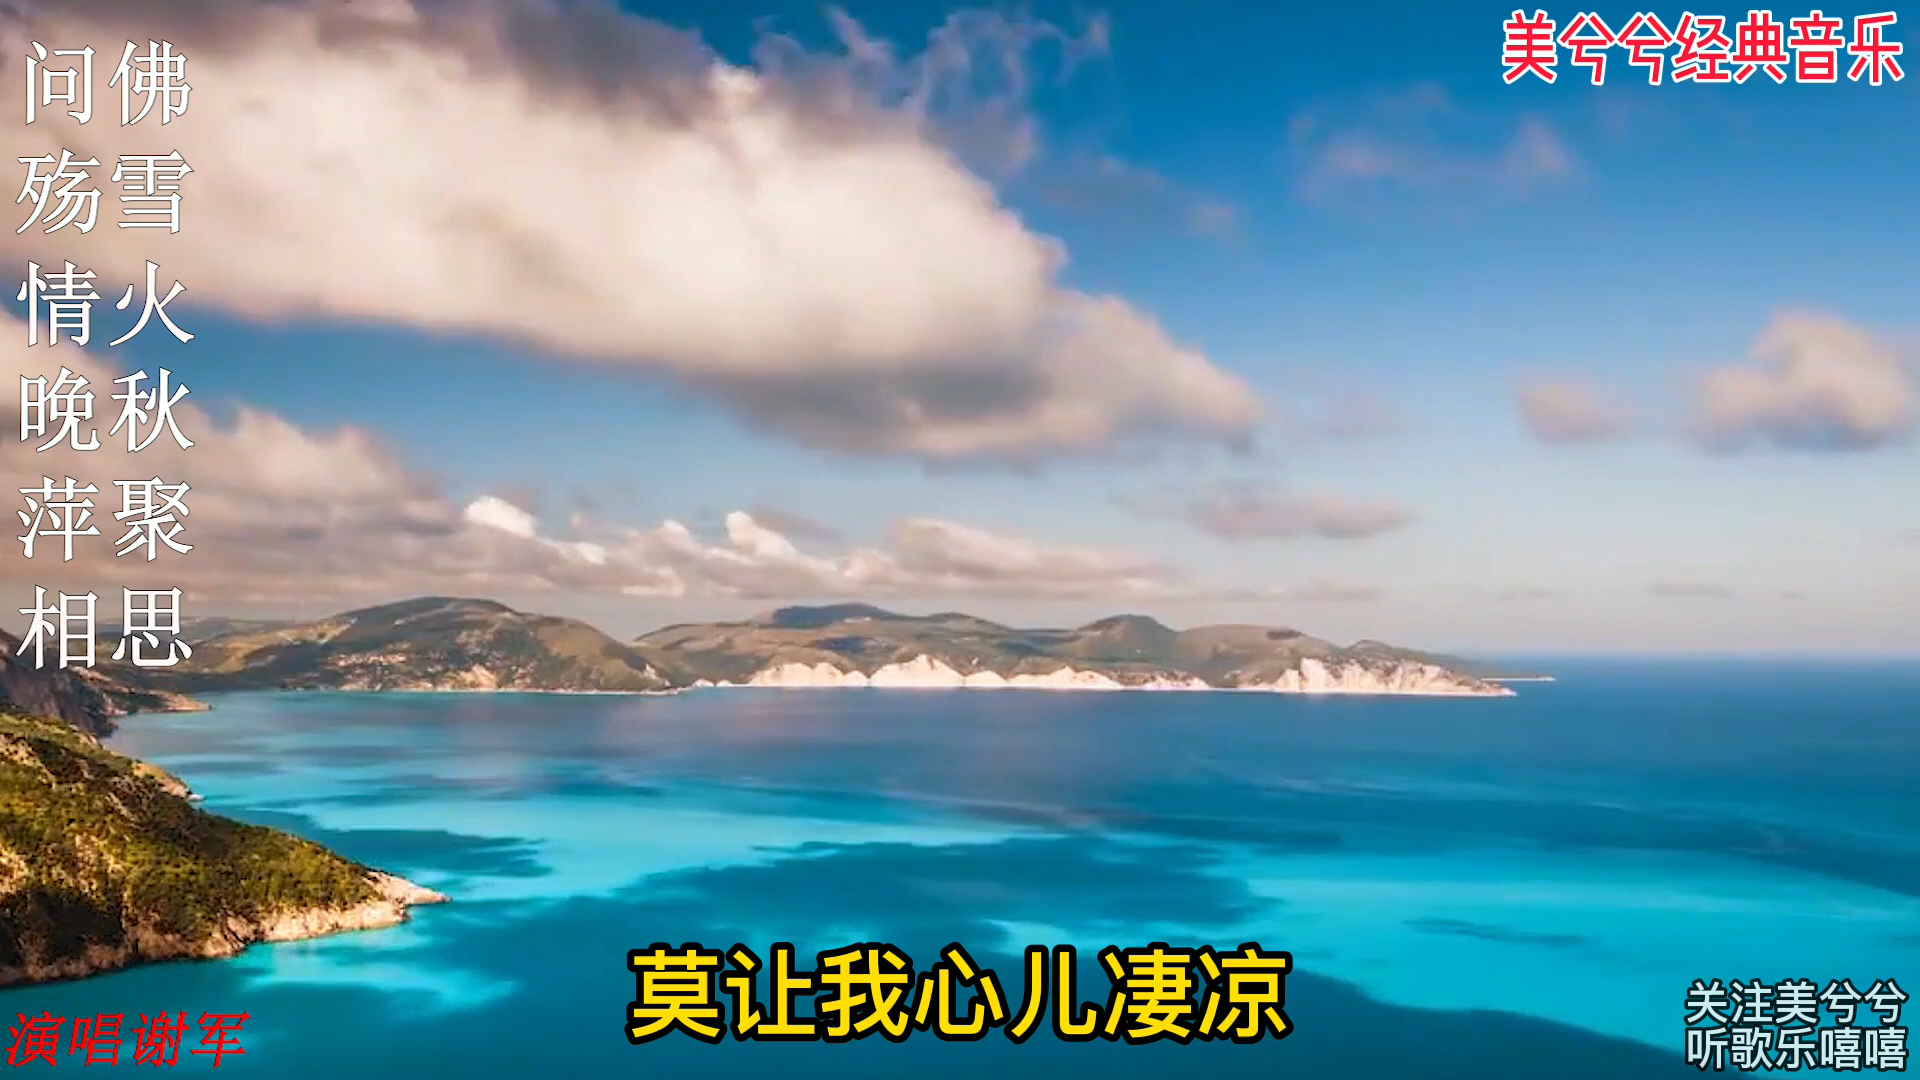 问佛
殇雪
情火
晚秋
萍聚
相思
美兮兮经典音乐
莫让我心儿凄凉
演唱谢军
关注美兮兮
听歌乐嘻嘻